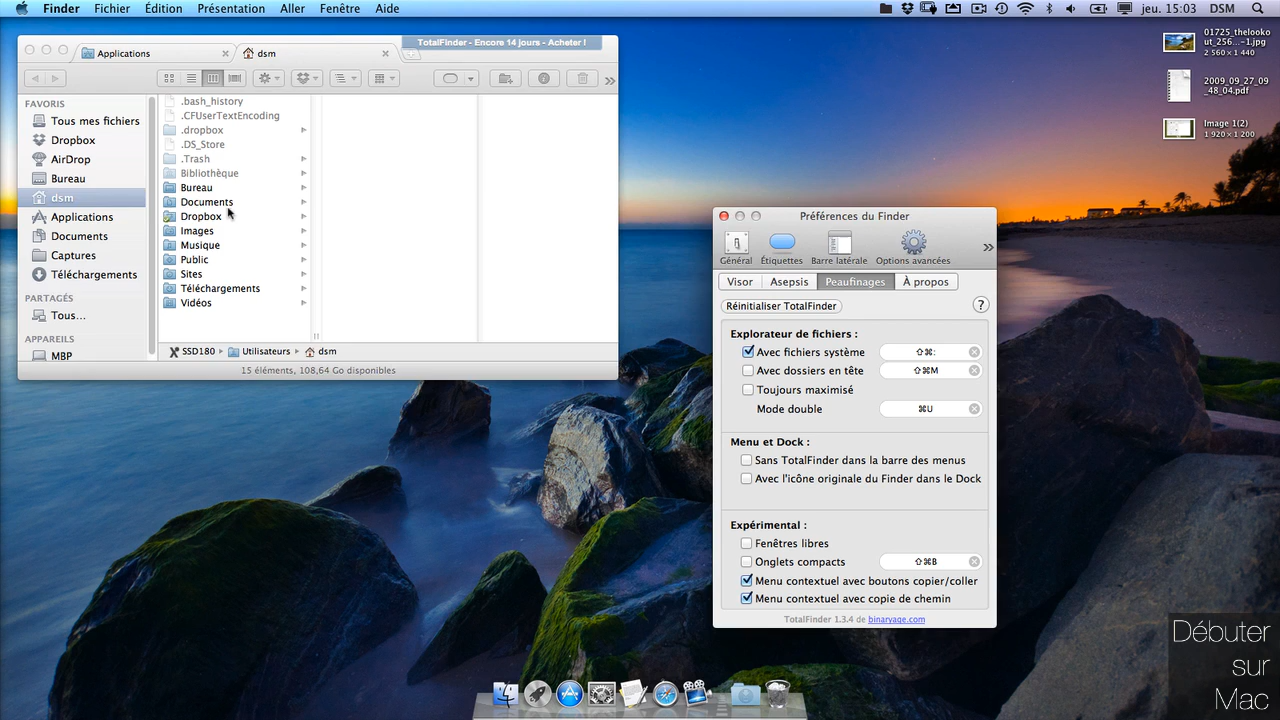 Finder Fichier Édition Présentation Aller Fenêtre Aide jeu. 15:03 DSM
TotalFinder - Encore 14 jours - Acheter !
Applications
dsm
FAVORIS
Tous mes fichiers
Dropbox
AirDrop
Bureau
dsm
Applications
Documents
Captures
Téléchargements
PARTAGÉS
Tous...
APPAREILS
MBP
.bash_history
.CFUserTextEncoding
.dropbox
.DS_Store
.Trash
Bibliothèque
Bureau
Documents
Dropbox
Images
Musique
Public
Sites
Téléchargements
Vidéos
SSD180 Utilisateurs dsm
15 éléments, 108,64 Go disponibles
01725_thelooko
ut_256...-1.jpg
2 560 × 1 440
2009_09_27_09
_48_04.pdf
Image 1(2)
1 920 × 1 200
Préférences du Finder
Général Étiquettes Barre latérale Options avancées
Visor Asepsis Peaufinages À propos
Réinitialiser TotalFinder ?
Explorateur de fichiers :
Avec fichiers système ⇧⌘:
Avec dossiers en tête ⇧⌘M
Toujours maximisé
Mode double ⌘U
Menu et Dock :
Sans TotalFinder dans la barre des menus
Avec l'icône originale du Finder dans le Dock
Expérimental :
Fenêtres libres
Onglets compacts ⇧⌘B
Menu contextuel avec boutons copier/coller
Menu contextuel avec copie de chemin
TotalFinder 1.3.4 de binaryage.com
Débuter
sur
Mac